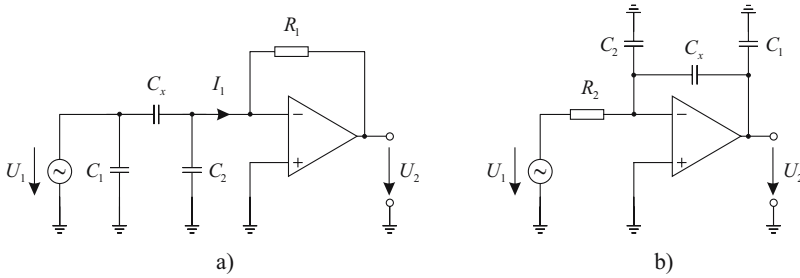 R1
Cx
I1
−
+
U1
∼
C1
C2
U2
a)
C2
Cx
C1
R2
−
+
U1
∼
U2
b)